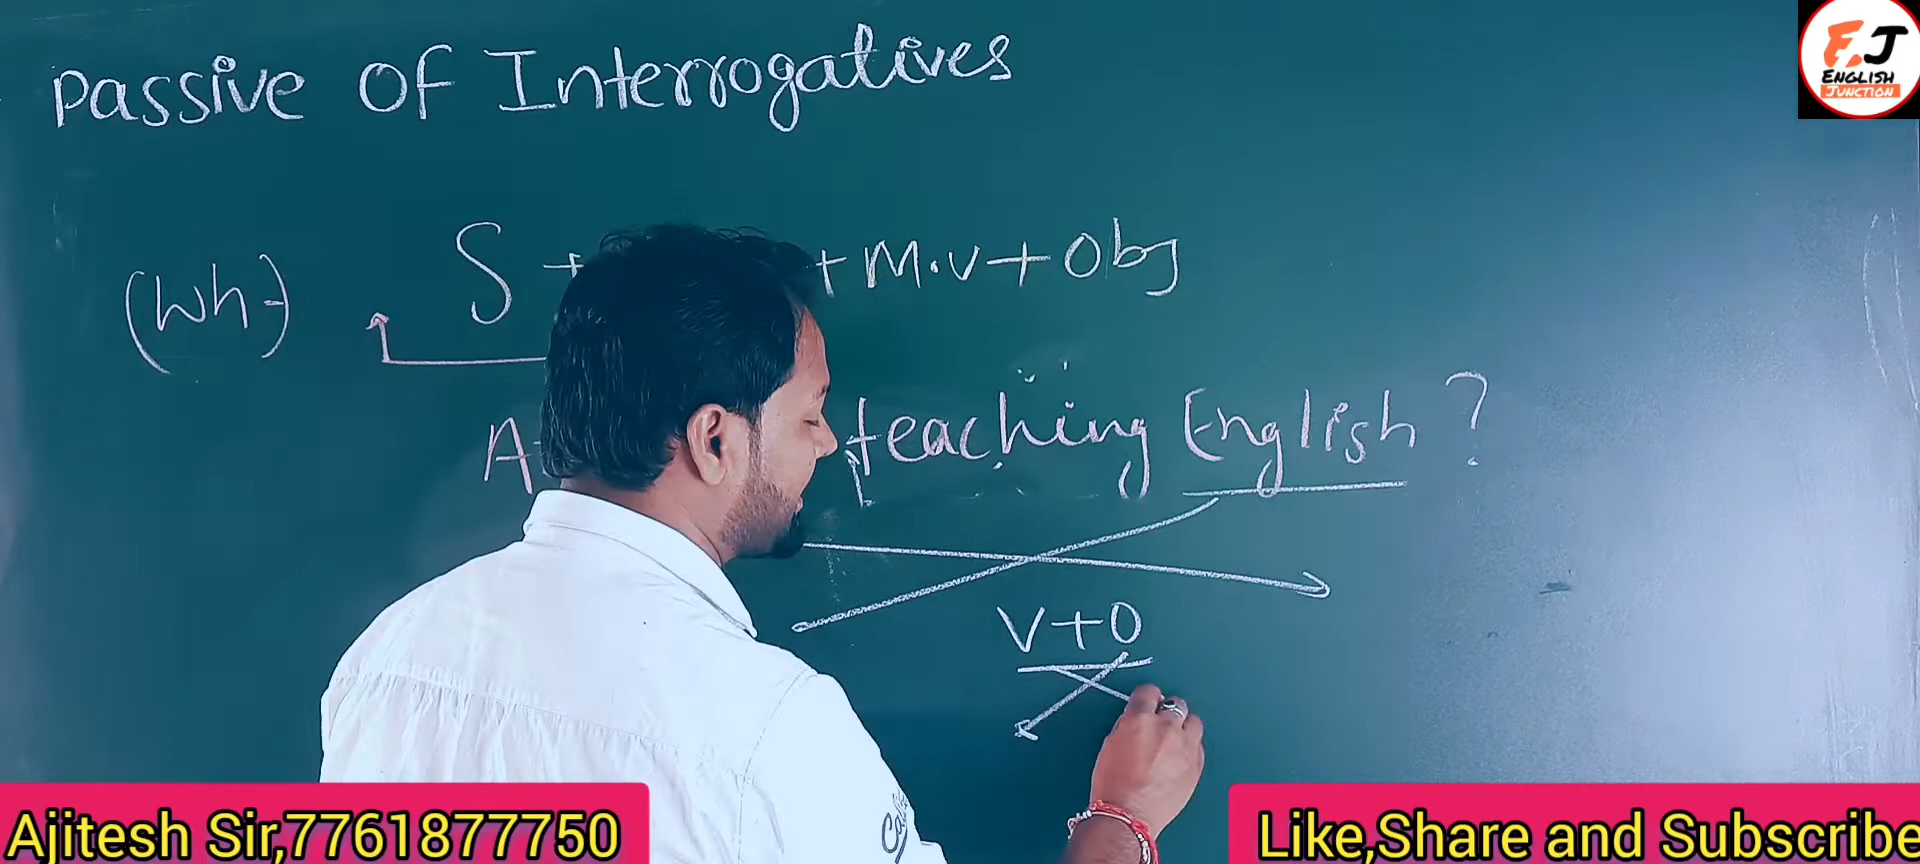 Passive Of Interrogatives
E.J
ENGLISH
JUNCTION
(Wh-) S + + M.V + Obj
teaching English ?
V+O
Ajitesh Sir,7761877750
Like,Share and Subscribe